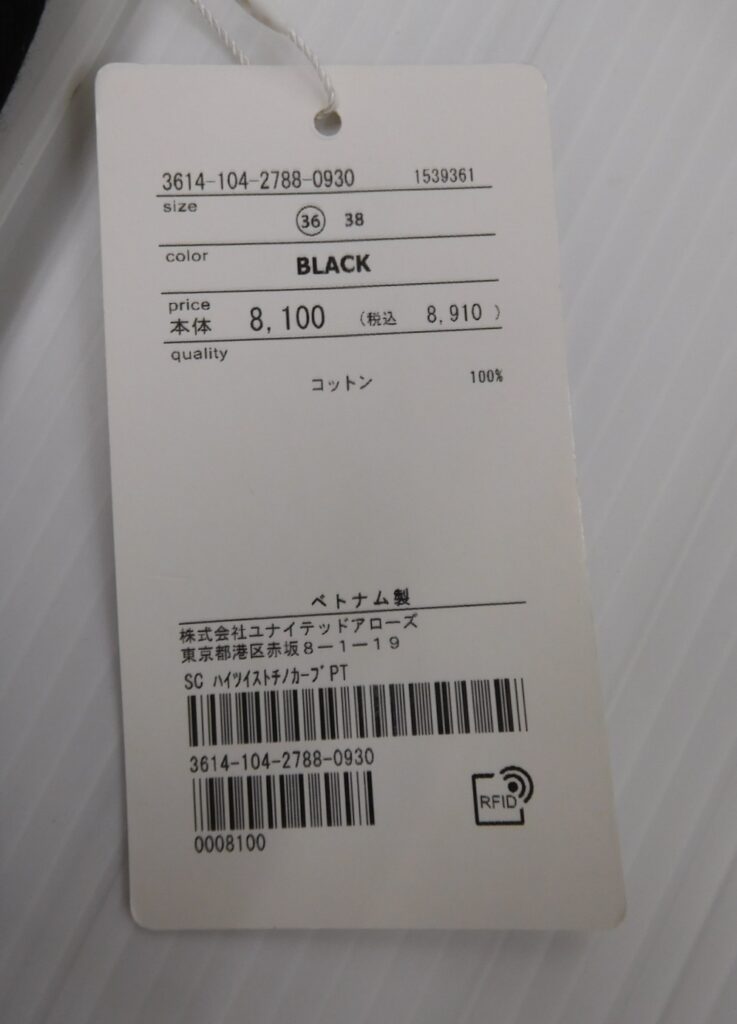 3614-104-2788-0930 1539361
size
36 38
color
BLACK
price
本体 8,100 (税込 8,910 )
quality
コットン 100%
ベトナム製
株式会社ユナイテッドアローズ
東京都港区赤坂8-1-19
SC ハイツイストチノカーブPT
3614-104-2788-0930
0008100
RFID